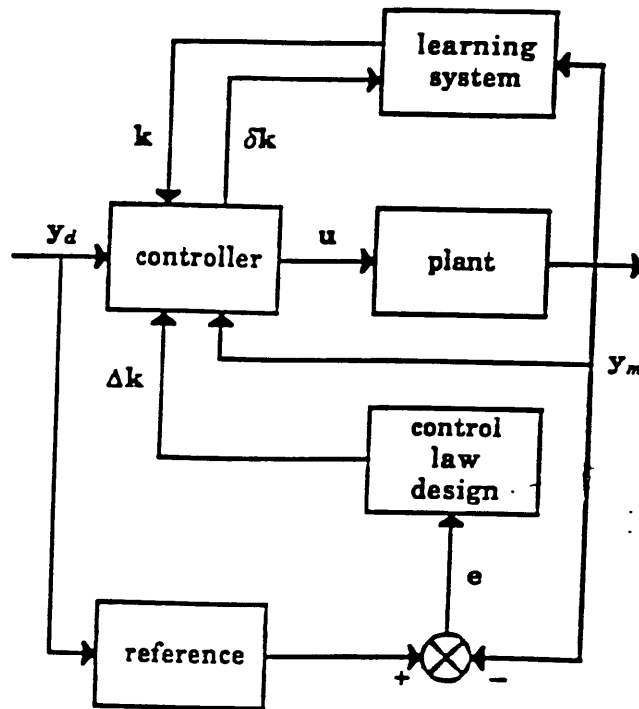 learning
system
k
δk
y_d
controller
u
plant
Δk
y_m
control
law
design
e
reference
+
−